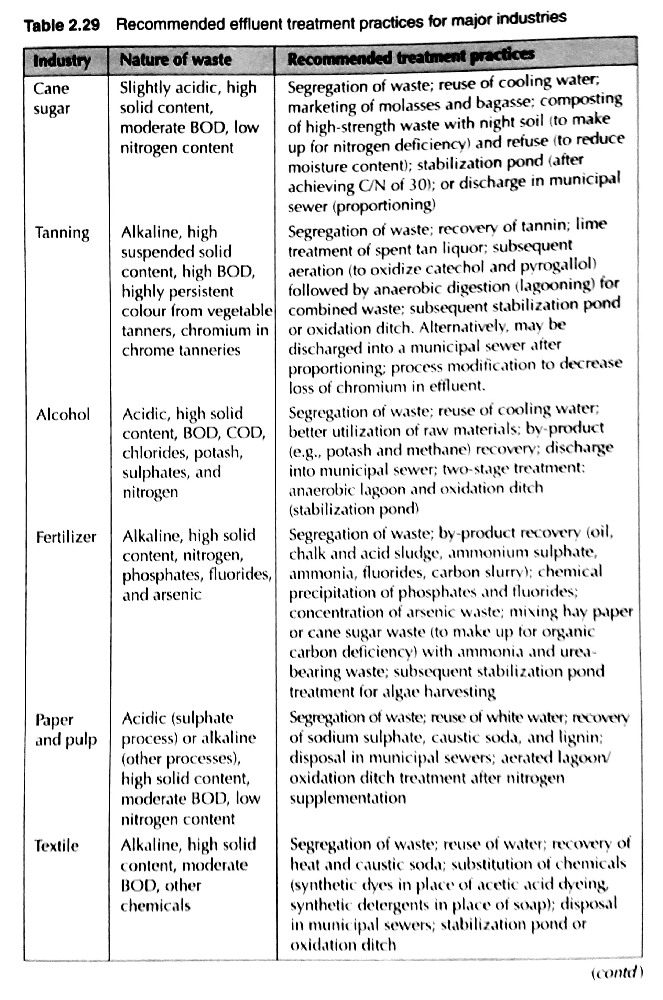 Table 2.29 Recommended effluent treatment practices for major industries
Industry
Nature of waste
Recommended treatment practices
Cane
sugar
Slightly acidic, high
solid content,
moderate BOD, low
nitrogen content
Segregation of waste; reuse of cooling water;
marketing of molasses and bagasse; composting
of high-strength waste with night soil (to make
up for nitrogen deficiency) and refuse (to reduce
moisture content); stabilization pond (after
achieving C/N of 30); or discharge in municipal
sewer (proportioning)
Tanning
Alkaline, high
suspended solid
content, high BOD,
highly persistent
colour from vegetable
tanners, chromium in
chrome tanneries
Segregation of waste; recovery of tannin; lime
treatment of spent tan liquor; subsequent
aeration (to oxidize catechol and pyrogallol)
followed by anaerobic digestion (lagooning) for
combined waste; subsequent stabilization pond
or oxidation ditch. Alternatively, may be
discharged into a municipal sewer after
proportioning; process modification to decrease
loss of chromium in effluent.
Alcohol
Acidic, high solid
content, BOD, COD,
chlorides, potash,
sulphates, and
nitrogen
Segregation of waste; reuse of cooling water;
better utilization of raw materials; by-product
(e.g., potash and methane) recovery; discharge
into municipal sewer; two-stage treatment:
anaerobic lagoon and oxidation ditch
(stabilization pond)
Fertilizer
Alkaline, high solid
content, nitrogen,
phosphates, fluorides,
and arsenic
Segregation of waste; by-product recovery (oil,
chalk and acid sludge, ammonium sulphate,
ammonia, fluorides, carbon slurry); chemical
precipitation of phosphates and fluorides;
concentration of arsenic waste; mixing hay paper
or cane sugar waste (to make up for organic
carbon deficiency) with ammonia and urea-
bearing waste; subsequent stabilization pond
treatment for algae harvesting
Paper
and pulp
Acidic (sulphate
process) or alkaline
(other processes),
high solid content,
moderate BOD, low
nitrogen content
Segregation of waste; reuse of white water; recovery
of sodium sulphate, caustic soda, and lignin;
disposal in municipal sewers; aerated lagoon/
oxidation ditch treatment after nitrogen
supplementation
Textile
Alkaline, high solid
content, moderate
BOD, other
chemicals
Segregation of waste; reuse of water; recovery of
heat and caustic soda; substitution of chemicals
(synthetic dyes in place of acetic acid dyeing,
synthetic detergents in place of soap); disposal
in municipal sewers; stabilization pond or
oxidation ditch
(contd)